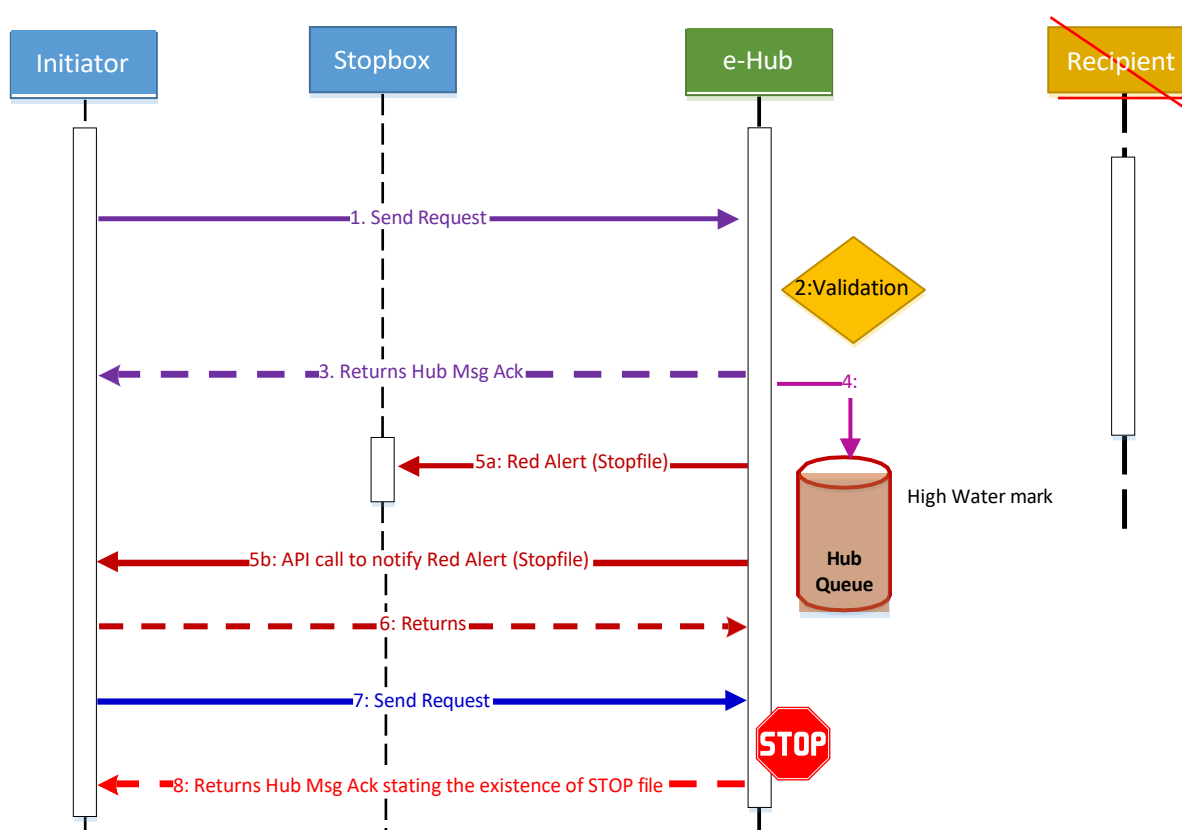 Initiator
Stopbox
e-Hub
Recipient
1. Send Request
2:Validation
3. Returns Hub Msg Ack
4:
5a: Red Alert (Stopfile)
High Water mark
5b: API call to notify Red Alert (Stopfile)
Hub
Queue
6: Returns
7: Send Request
STOP
8: Returns Hub Msg Ack stating the existence of STOP file